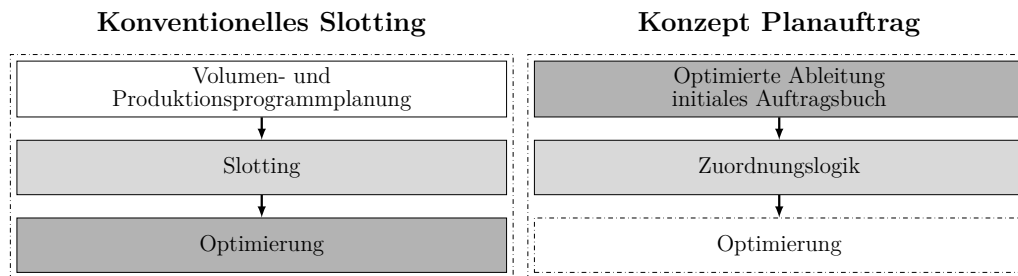 Konventionelles Slotting
Volumen- und
Produktionsprogrammplanung
Slotting
Optimierung
Konzept Planauftrag
Optimierte Ableitung
initiales Auftragsbuch
Zuordnungslogik
Optimierung